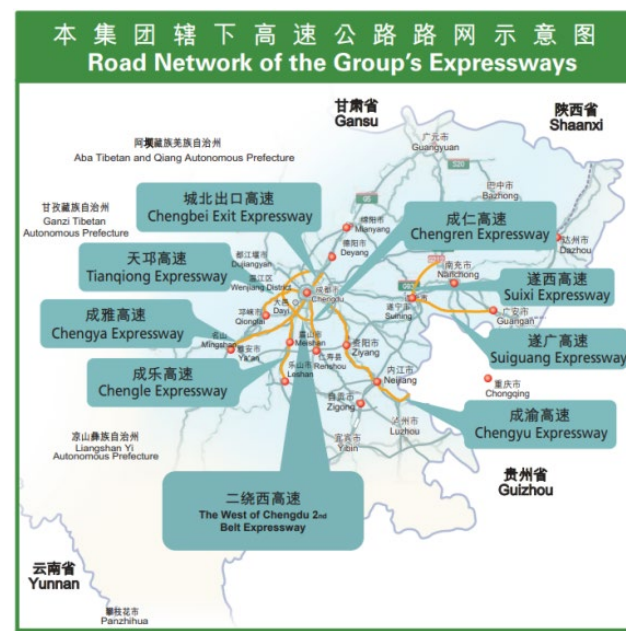 本集团辖下高速公路路网示意图
Road Network of the Group's Expressways
甘肃省
Gansu
陕西省
Shaanxi
阿坝藏族羌族自治州
Aba Tibetan and Qiang Autonomous Prefecture
广元市
Guangyuan
巴中市
Bazhong
甘孜藏族自治州
Ganzi Tibetan
Autonomous Prefecture
城北出口高速
Chengbei Exit Expressway
绵阳市
Mianyang
德阳市
Deyang
成仁高速
Chengren Expressway
达州市
Dazhou
天邛高速
Tianqiong Expressway
都江堰市
Dujiangyan
温江区
Wenjiang District
成都市
Chengdu
南充市
Nanchong
遂西高速
Suixi Expressway
大邑
Dayi
邛崃市
Qionglai
遂宁市
Suining
广安市
Guangan
成雅高速
Chengya Expressway
名山
Mingshan
雅安市
Ya'an
眉山市
Meishan
仁寿县
Renshou
资阳市
Ziyang
遂广高速
Suiguang Expressway
成乐高速
Chengle Expressway
乐山市
Leshan
内江市
Neijiang
重庆市
Chongqing
自贡市
Zigong
泸州市
Luzhou
成渝高速
Chengyu Expressway
凉山彝族自治州
Liangshan Yi
Autonomous Prefecture
宜宾市
Yibin
贵州省
Guizhou
二绕西高速
The West of Chengdu 2nd
Belt Expressway
云南省
Yunnan
攀枝花市
Panzhihua